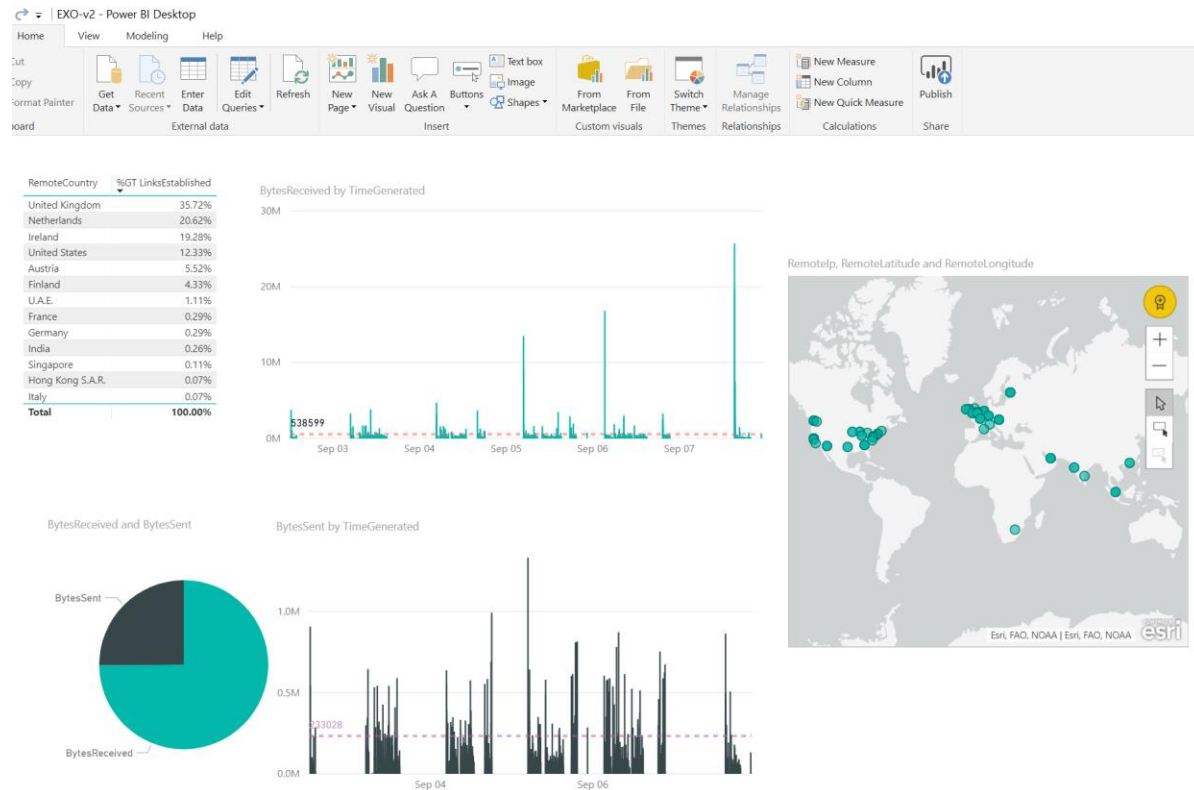 EXO-v2 - Power BI Desktop
Home View Modeling Help
Cut
Copy
Format Painter
Get Data
Recent Sources
Enter Data
Edit Queries
Refresh
New Page
New Visual
Ask A Question
Buttons
Text box
Image
Shapes
From Marketplace
From File
Switch Theme
Manage Relationships
New Measure
New Column
New Quick Measure
Publish
External data
Insert
Custom visuals
Themes
Relationships
Calculations
Share
RemoteCountry %GT LinksEstablished
United Kingdom 35.72%
Netherlands 20.62%
Ireland 19.28%
United States 12.33%
Austria 5.52%
Finland 4.33%
U.A.E. 1.11%
France 0.29%
Germany 0.29%
India 0.26%
Singapore 0.11%
Hong Kong S.A.R. 0.07%
Italy 0.07%
Total 100.00%
BytesReceived by TimeGenerated
30M
20M
10M
0M
538599
Sep 03 Sep 04 Sep 05 Sep 06 Sep 07
RemoteIp, RemoteLatitude and RemoteLongitude
Esri, FAO, NOAA | Esri, FAO, NOAA
esri
BytesReceived and BytesSent
BytesSent
BytesReceived
BytesSent by TimeGenerated
1.0M
0.5M
0.0M
233028
Sep 04 Sep 06